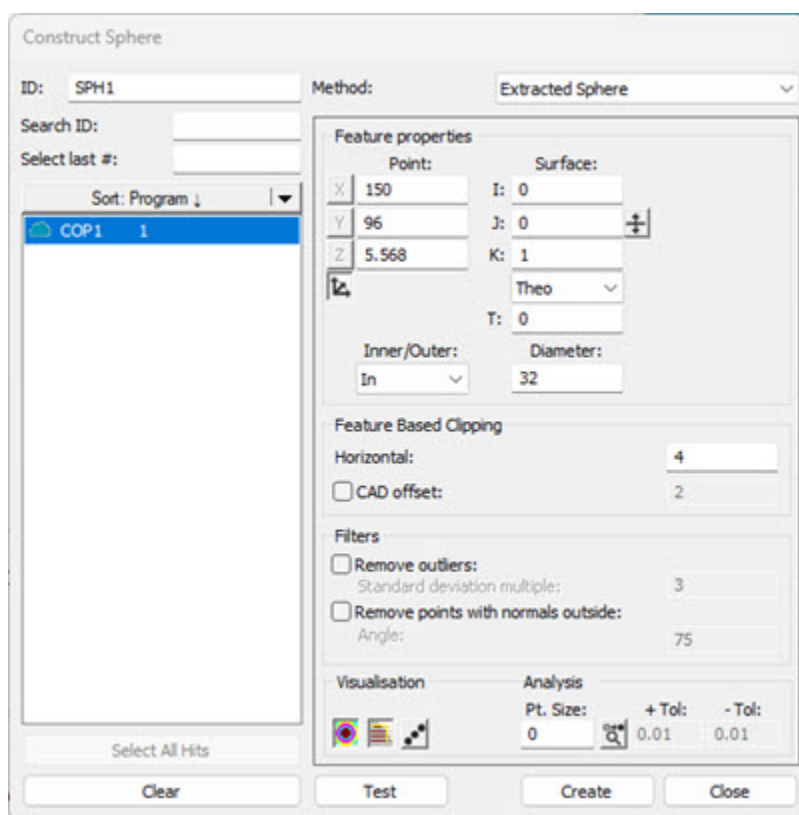 Construct Sphere
ID: SPH1 Method: Extracted Sphere
Search ID:
Select last #:
Sort: Program ↓
COP1 1
Select All Hits
Clear
Feature properties
Point: Surface:
X 150 I: 0
Y 96 J: 0
Z 5.568 K: 1
Theo
T: 0
Inner/Outer: Diameter:
In 32
Feature Based Clipping
Horizontal: 4
CAD offset: 2
Filters
Remove outliers:
Standard deviation multiple: 3
Remove points with normals outside:
Angle: 75
Visualisation Analysis
Pt. Size: + Tol: - Tol:
0 0.01 0.01
Test Create Close